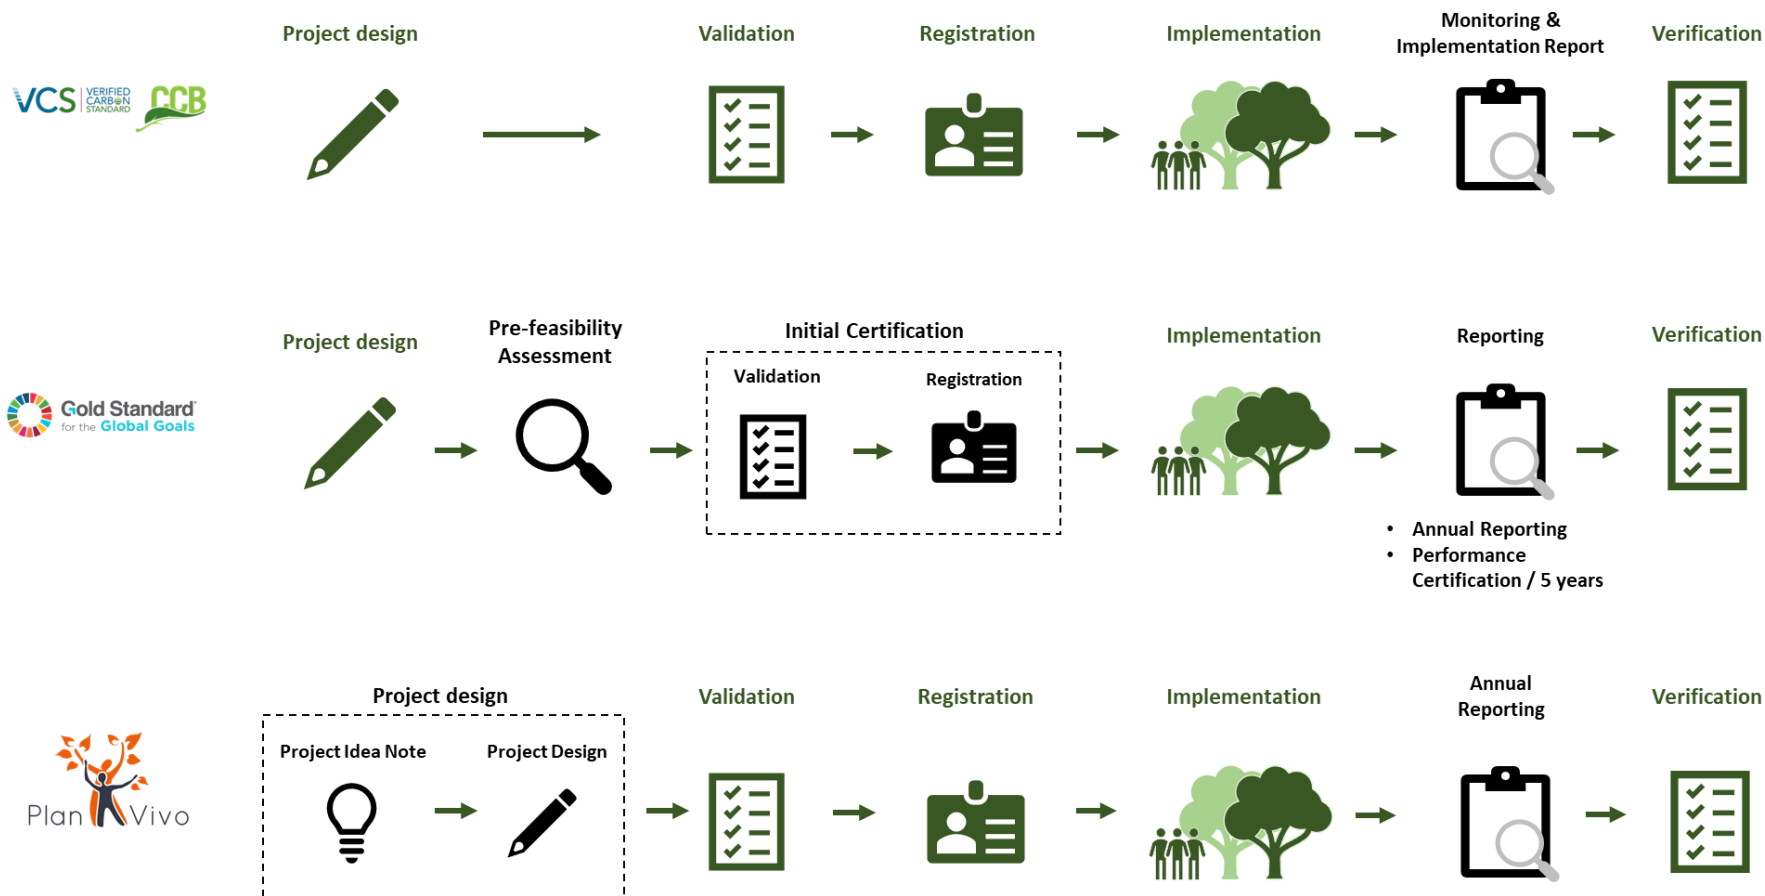 Project design
Validation
Registration
Implementation
Monitoring &
Implementation Report
Verification
VCS
VERIFIED
CARBON
STANDARD
CCB
Project design
Pre-feasibility
Assessment
Initial Certification
Validation
Registration
Implementation
Reporting
Verification
Gold Standard
for the Global Goals
• Annual Reporting
• Performance
Certification / 5 years
Project design
Project Idea Note
Project Design
Validation
Registration
Implementation
Annual
Reporting
Verification
Plan Vivo